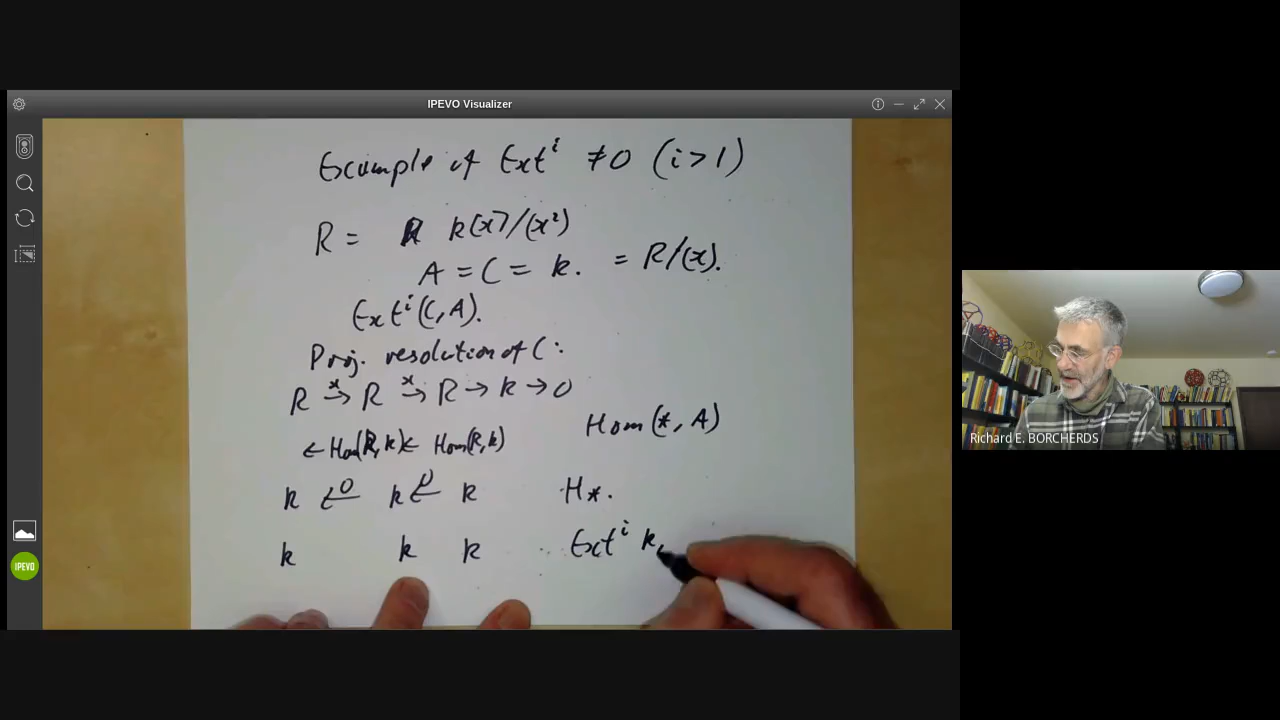 IPEVO Visualizer
Example of Ext^i ≠ 0 (i > 1)
R = k[x]/(x²)
A = C = k. = R/(x).
Ext^i(C, A).
Proj. resolution of C:
R →^x R →^x R → k → 0
Hom(*, A)
← Hom(R, k) ← Hom(R, k)
k ←^0 k ←^0 k H*.
k k k Ext^i k,
Richard E. BORCHERDS
IPEVO